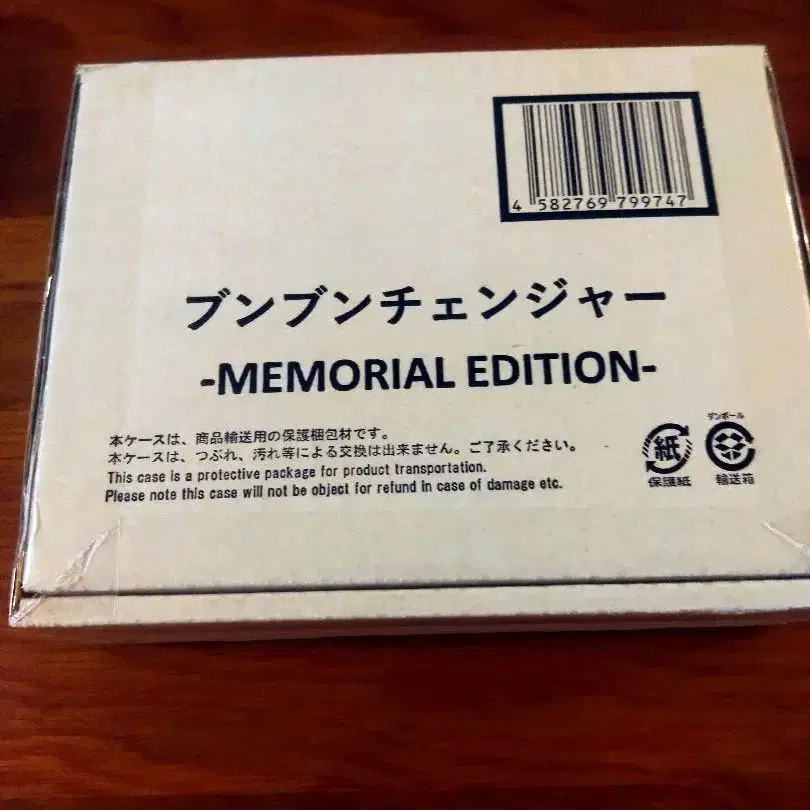 4 582769 799747
ブンブンチェンジャー
-MEMORIAL EDITION-
本ケースは、商品輸送用の保護梱包材です。
本ケースは、つぶれ、汚れ等による交換は出来ません。ご了承ください。
This case is a protective package for product transportation.
Please note this case will not be object for refund in case of damage etc.
紙
保護紙
ダンボール
輸送箱